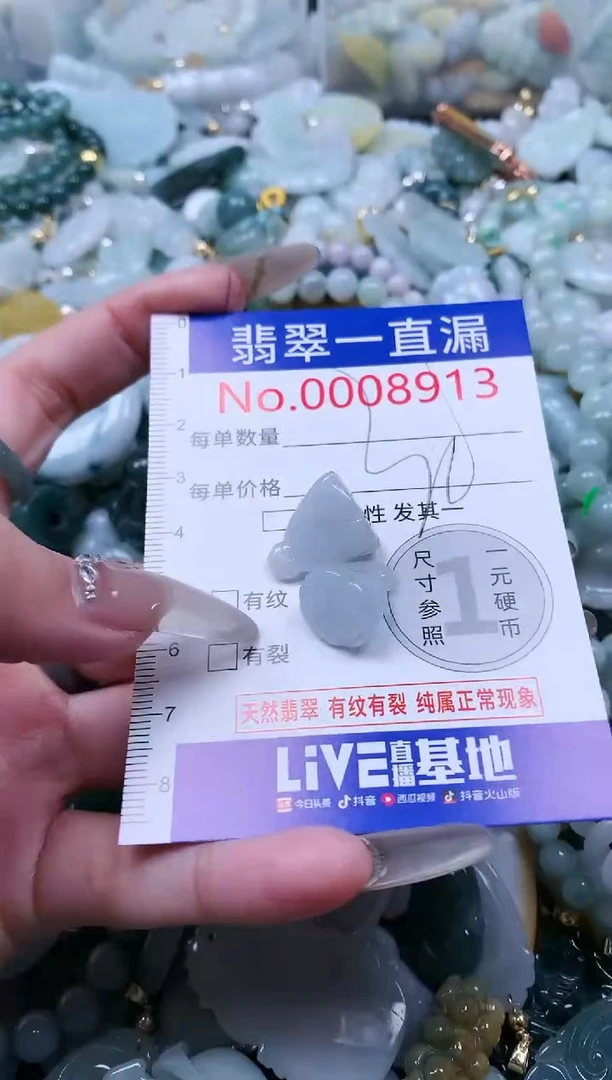 翡翠一直漏
No.0008913
每单数量
每单价格
性 发其一
有纹
有裂
尺寸参照
1
一元硬币
天然翡翠 有纹有裂 纯属正常现象
LiVE直播基地
今日头条 抖音 西瓜视频 抖音火山版
0
1
2
3
4
6
7
8